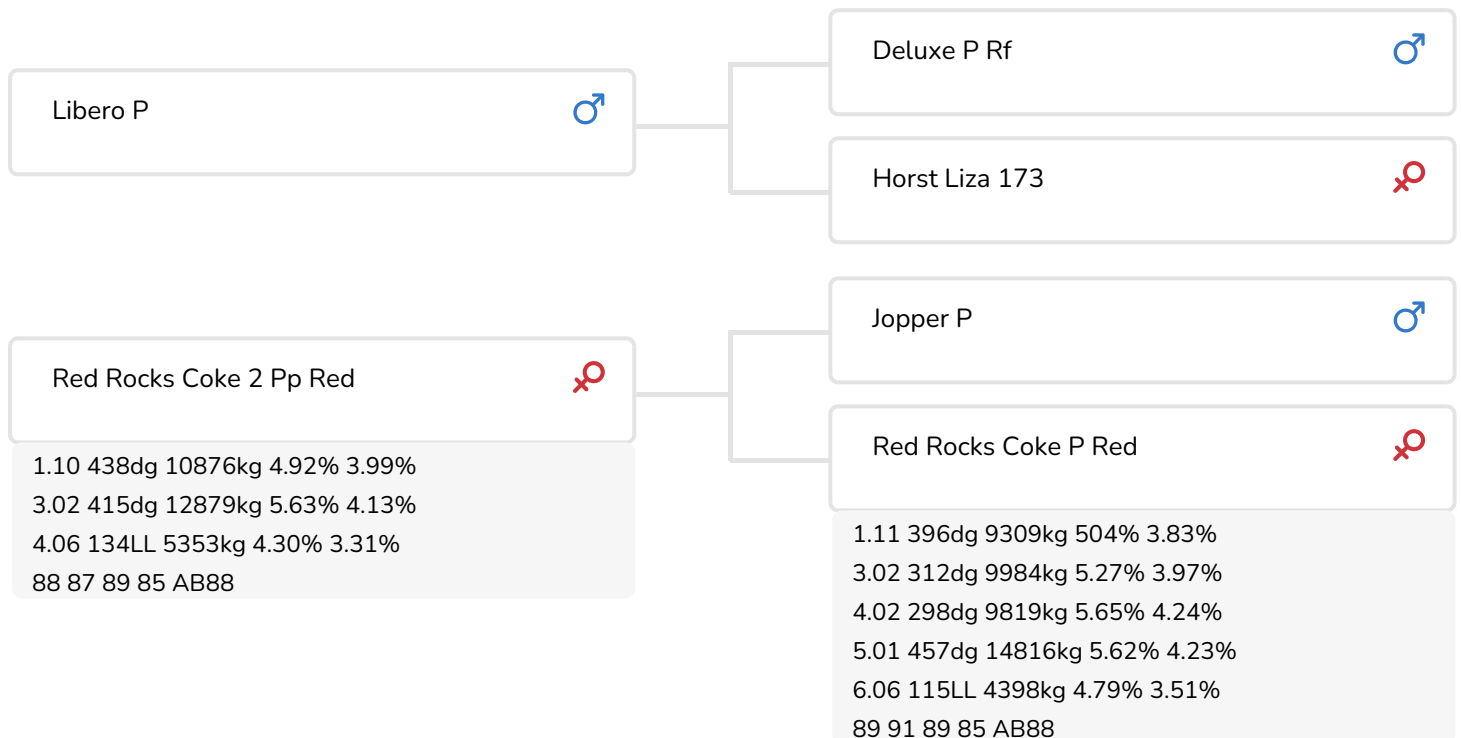 Deluxe P Rf
Libero P
Horst Liza 173
Jopper P
Red Rocks Coke 2 Pp Red
1.10 438dg 10876kg 4.92% 3.99%
3.02 415dg 12879kg 5.63% 4.13%
4.06 134LL 5353kg 4.30% 3.31%
88 87 89 85 AB88
Red Rocks Coke P Red
1.11 396dg 9309kg 504% 3.83%
3.02 312dg 9984kg 5.27% 3.97%
4.02 298dg 9819kg 5.65% 4.24%
5.01 457dg 14816kg 5.62% 4.23%
6.06 115LL 4398kg 4.79% 3.51%
89 91 89 85 AB88